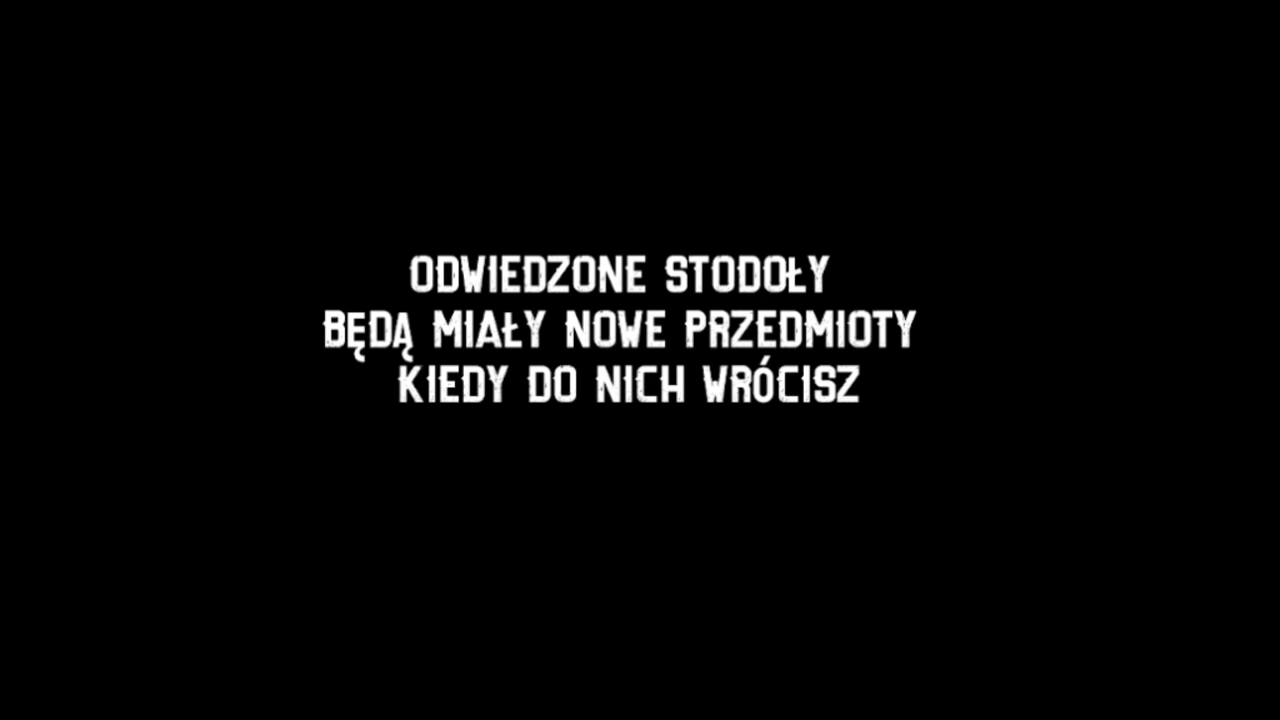 ODWIEDZONE STODOŁY
BĘDĄ MIAŁY NOWE PRZEDMIOTY
KIEDY DO NICH WRÓCISZ